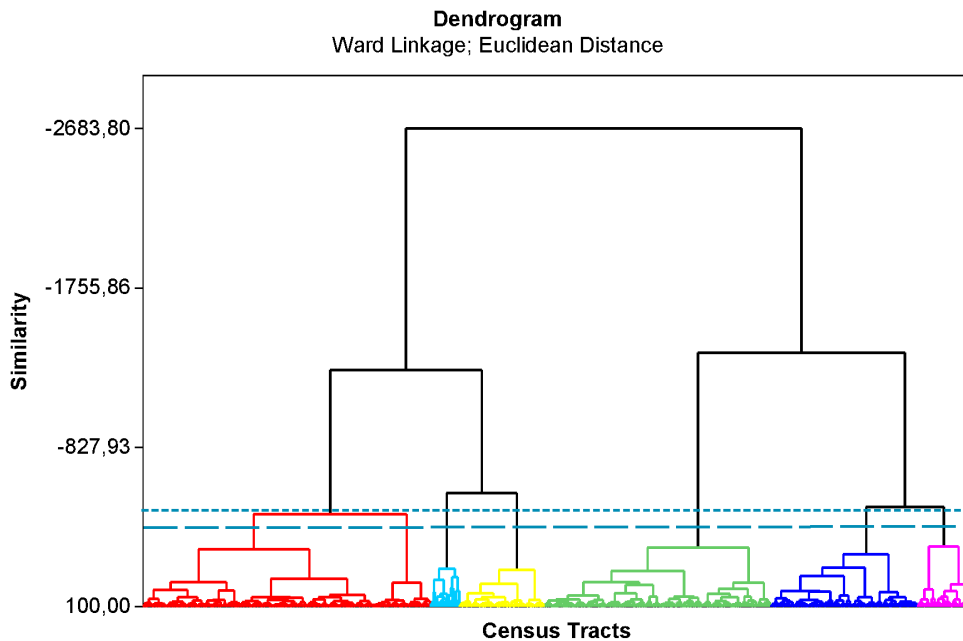 Dendrogram
Ward Linkage; Euclidean Distance
-2683,80
-1755,86
-827,93
100,00
Similarity
Census Tracts